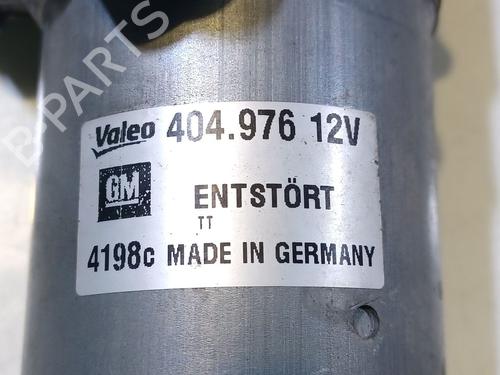 B-PARTS
Valeo 404.976 12V
GM
ENTSTÖRT
TT
4198c MADE IN GERMANY